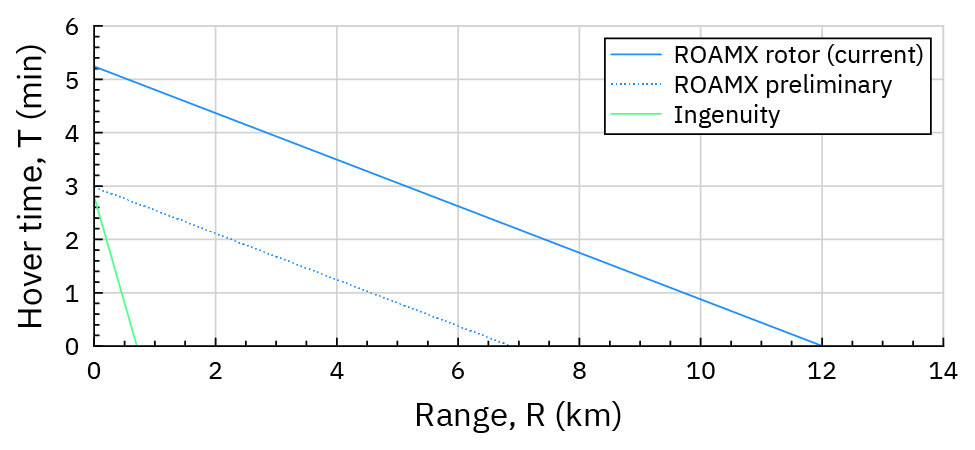 Hover time, T (min)
6
5
4
3
2
1
0
0 2 4 6 8 10 12 14
Range, R (km)
ROAMX rotor (current)
ROAMX preliminary
Ingenuity